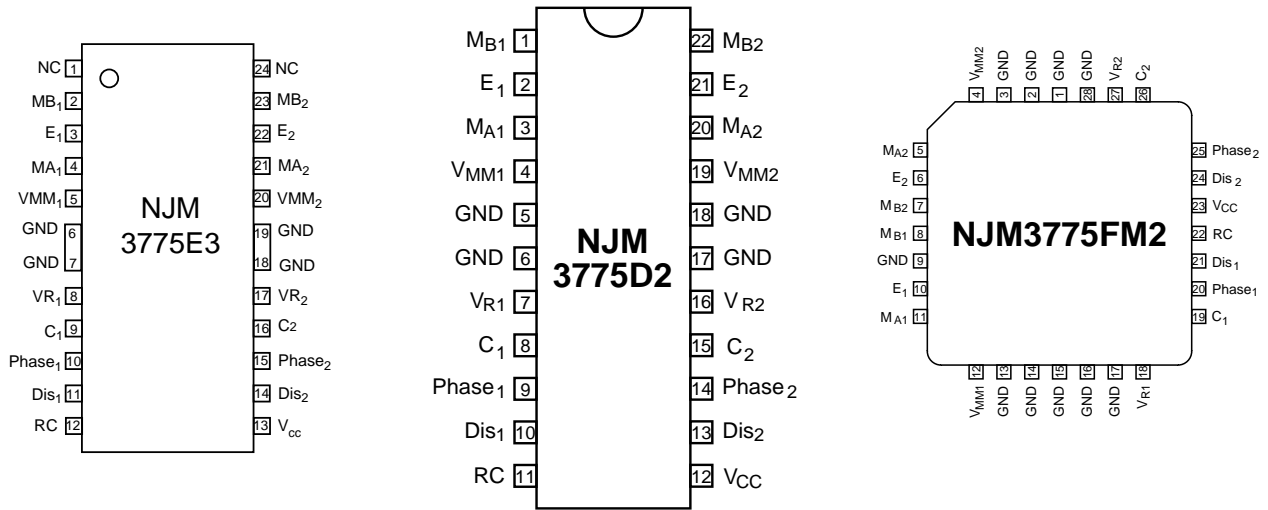 NC 1
MB1 2
E1 3
MA1 4
VMM1 5
GND 6
GND 7
VR1 8
C1 9
Phase1 10
Dis1 11
RC 12
NJM
3775E3
24 NC
23 MB2
22 E2
21 MA2
20 VMM2
19 GND
18 GND
17 VR2
16 C2
15 Phase2
14 Dis2
13 Vcc
MB1 1
E1 2
MA1 3
VMM1 4
GND 5
GND 6
VR1 7
C1 8
Phase1 9
Dis1 10
RC 11
NJM
3775D2
22 MB2
21 E2
20 MA2
19 VMM2
18 GND
17 GND
16 VR2
15 C2
14 Phase2
13 Dis2
12 VCC
VMM2 4
GND 3
GND 2
GND 1
GND 28
VR2 27
C2 26
MA2 5
E2 6
MB2 7
MB1 8
GND 9
E1 10
MA1 11
NJM3775FM2
25 Phase2
24 Dis2
23 VCC
22 RC
21 Dis1
20 Phase1
19 C1
VMM1 12
GND 13
GND 14
GND 15
GND 16
GND 17
VR1 18